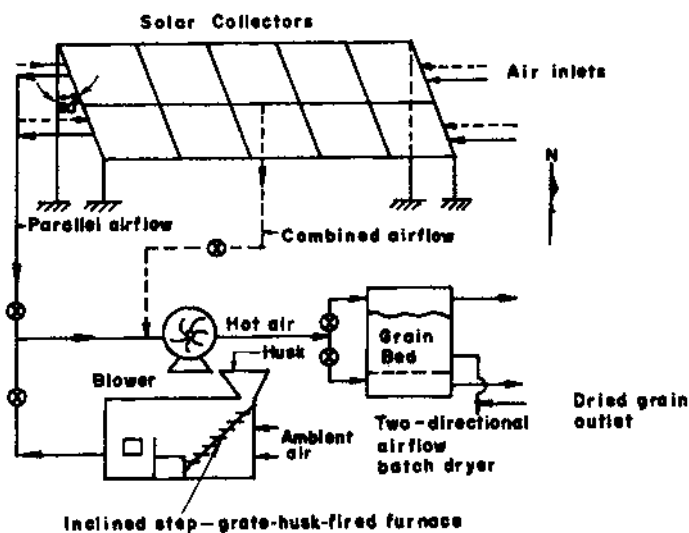 Solar Collectors
Air inlets
N
Parallel airflow
Combined airflow
Hot air
Husk
Grain
Bed
Blower
Ambient
air
Two-directional
airflow
batch dryer
Dried grain
outlet
Inclined step-grate-husk-fired furnace